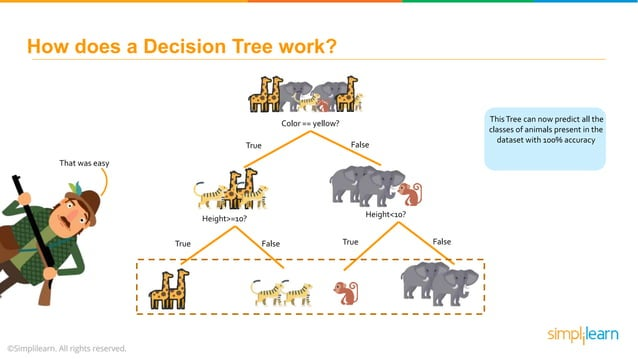 How does a Decision Tree work?
Color == yellow?
This Tree can now predict all the
classes of animals present in the
dataset with 100% accuracy
True
False
That was easy
Height>=10?
Height<10?
True
False
True
False
simplilearn
©Simplilearn. All rights reserved.